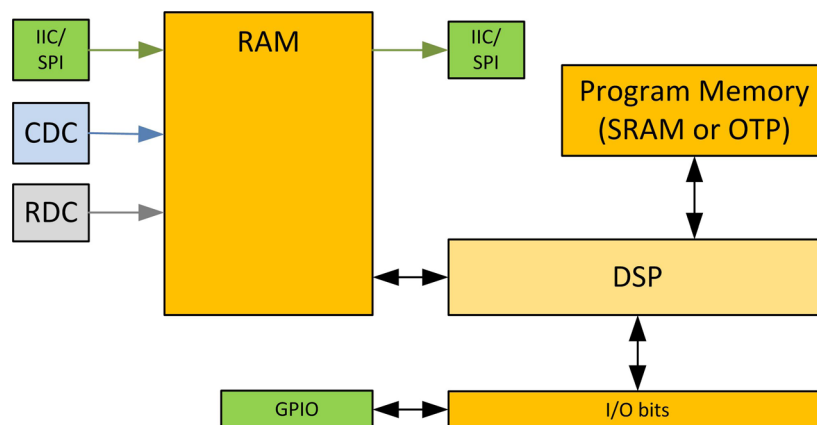 IIC/
SPI
RAM
IIC/
SPI
Program Memory
(SRAM or OTP)
CDC
RDC
DSP
GPIO
I/O bits